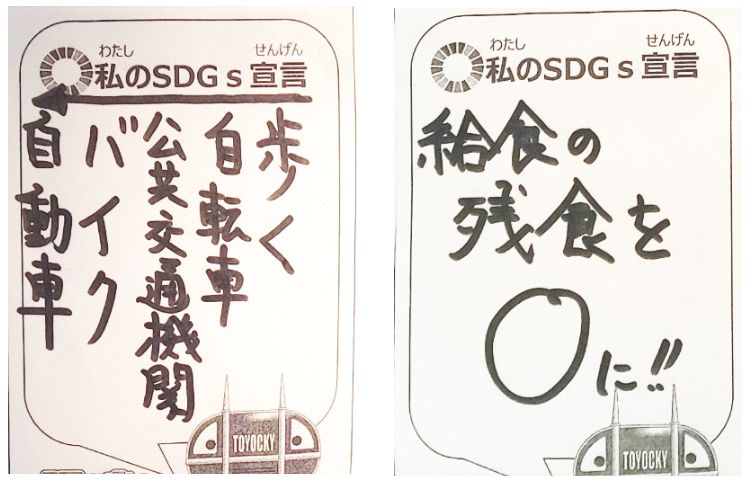 わたし せんげん
私のSDGs宣言
歩く
自転車
公共交通機関
バイク
自動車
TOYOCKY
わたし せんげん
私のSDGs宣言
給食の
残食を
0に!!
TOYOCKY